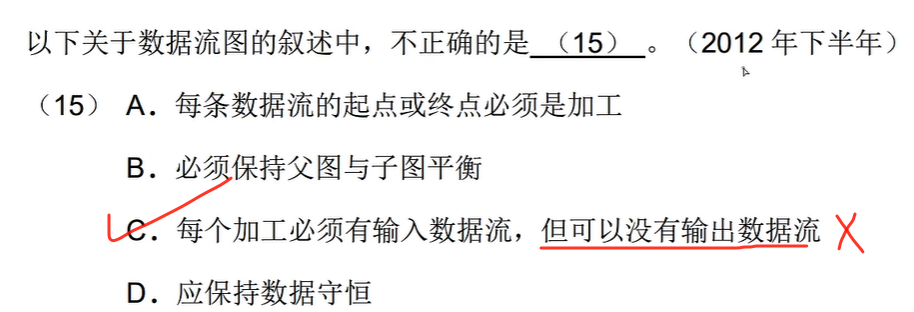 以下关于数据流图的叙述中，不正确的是（15）。（2012 年下半年）
（15） A．每条数据流的起点或终点必须是加工
B．必须保持父图与子图平衡
C．每个加工必须有输入数据流，但可以没有输出数据流
D．应保持数据守恒